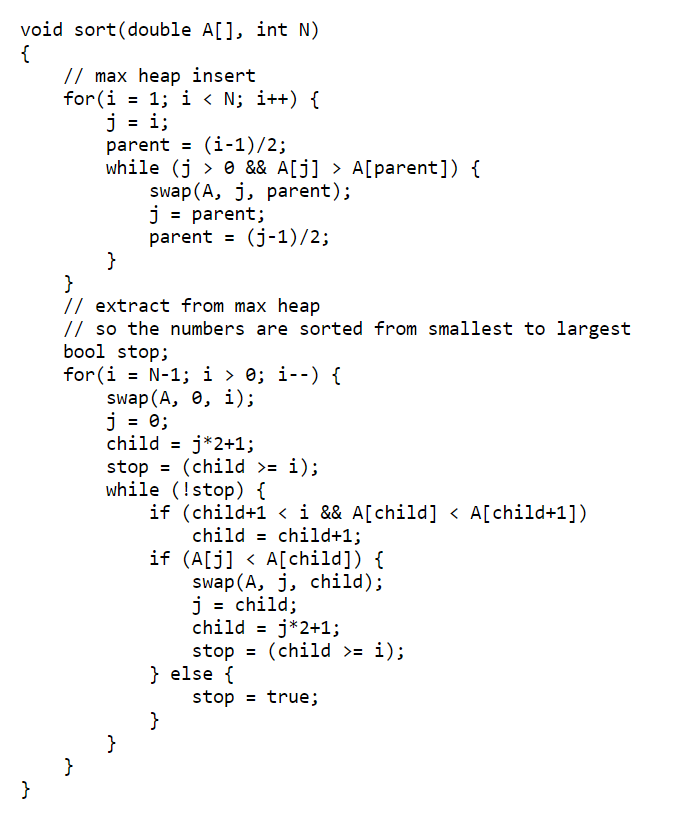 void sort(double A[], int N)
{
    // max heap insert
    for(i = 1; i < N; i++) {
        j = i;
        parent = (i-1)/2;
        while (j > 0 && A[j] > A[parent]) {
            swap(A, j, parent);
            j = parent;
            parent = (j-1)/2;
        }
    }
    // extract from max heap
    // so the numbers are sorted from smallest to largest
    bool stop;
    for(i = N-1; i > 0; i--) {
        swap(A, 0, i);
        j = 0;
        child = j*2+1;
        stop = (child >= i);
        while (!stop) {
            if (child+1 < i && A[child] < A[child+1])
                child = child+1;
            if (A[j] < A[child]) {
                swap(A, j, child);
                j = child;
                child = j*2+1;
                stop = (child >= i);
            } else {
                stop = true;
            }
        }
    }
}